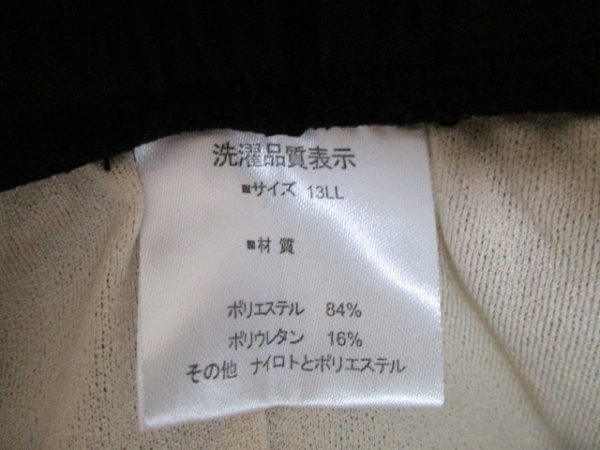 洗濯品質表示
■サイズ 13LL
■材質
ポリエステル 84%
ポリウレタン 16%
その他 ナイロトとポリエステル